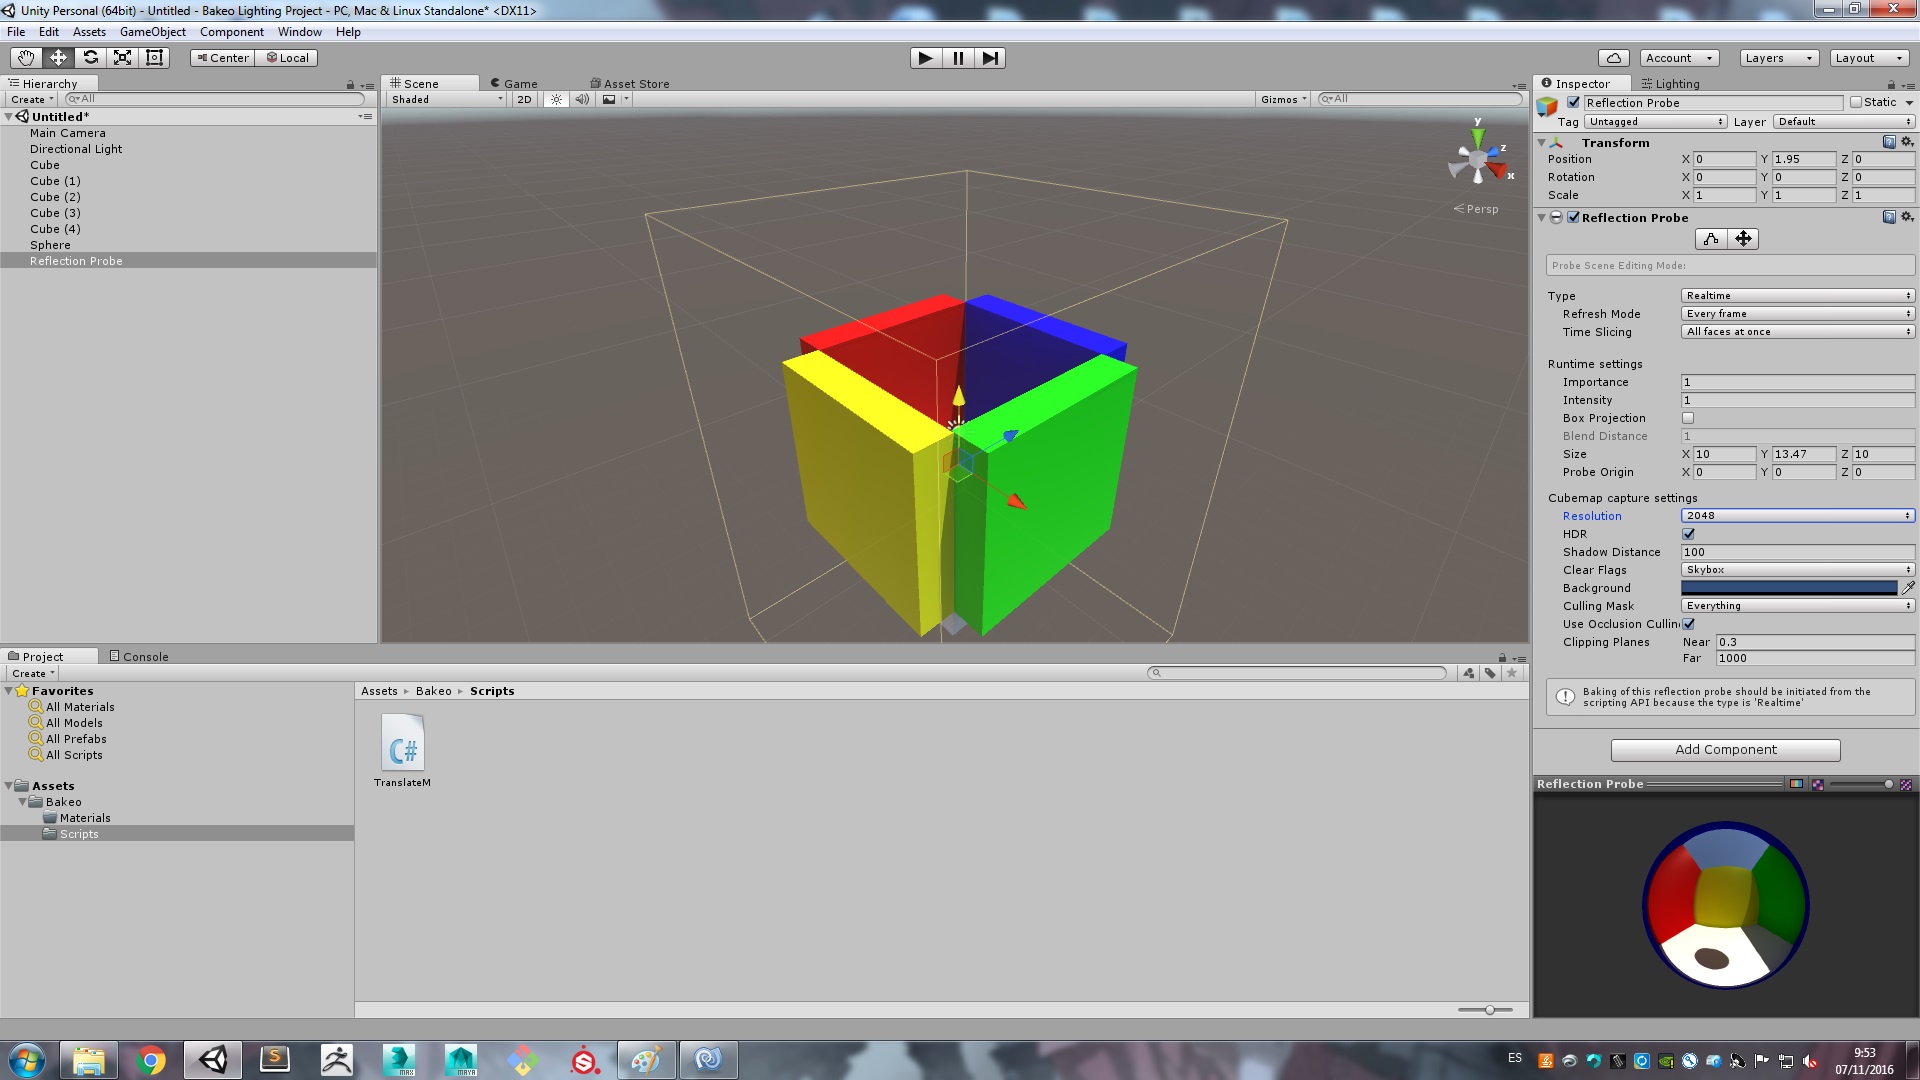 Unity Personal (64bit) - Untitled - Bakeo Lighting Project - PC, Mac & Linux Standalone* <DX11>
File Edit Assets GameObject Component Window Help
Center Local Account Layers Layout
Hierarchy
Create All
Untitled*
Main Camera
Directional Light
Cube
Cube (1)
Cube (2)
Cube (3)
Cube (4)
Sphere
Reflection Probe
Scene Game Asset Store
Shaded 2D Gizmos All
y
z
x
Persp
Inspector Lighting
Reflection Probe Static
Tag Untagged Layer Default
Transform
Position X 0 Y 1.95 Z 0
Rotation X 0 Y 0 Z 0
Scale X 1 Y 1 Z 1
Reflection Probe
Probe Scene Editing Mode:
Type Realtime
Refresh Mode Every frame
Time Slicing All faces at once
Runtime settings
Importance 1
Intensity 1
Box Projection
Blend Distance 1
Size X 10 Y 13.47 Z 10
Probe Origin X 0 Y 0 Z 0
Cubemap capture settings
Resolution 2048
HDR
Shadow Distance 100
Clear Flags Skybox
Background
Culling Mask Everything
Use Occlusion Cullin
Clipping Planes Near 0.3
Far 1000
Baking of this reflection probe should be initiated from the
scripting API because the type is 'Realtime'
Add Component
Reflection Probe
Project Console
Create
Favorites
All Materials
All Models
All Prefabs
All Scripts
Assets
Bakeo
Materials
Scripts
Assets Bakeo Scripts
C#
TranslateM
S
MAX
MAYA
ES
9:53
07/11/2016